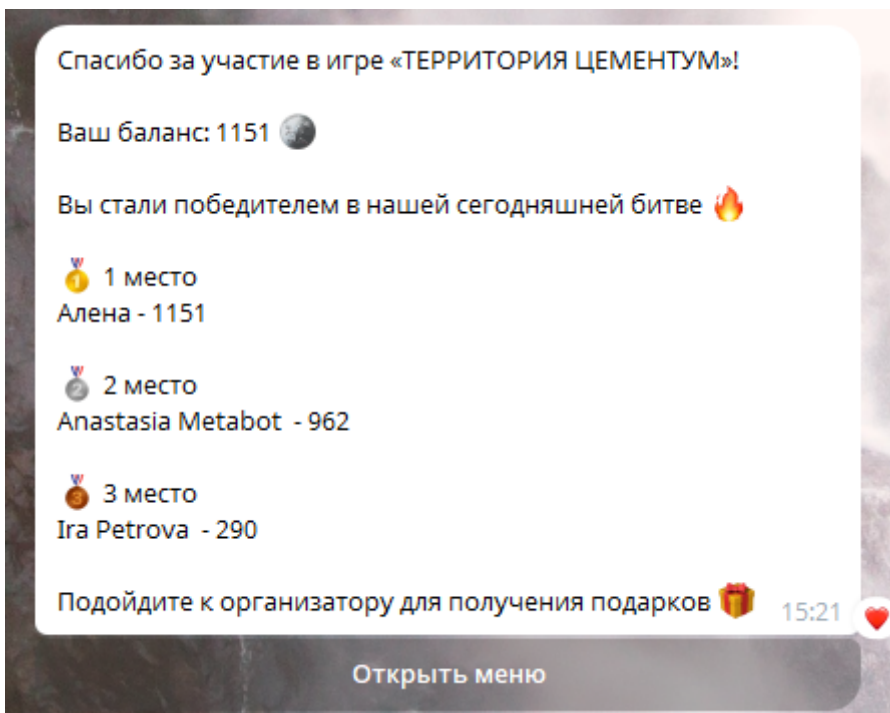 Спасибо за участие в игре «ТЕРРИТОРИЯ ЦЕМЕНТУМ»!
Ваш баланс: 1151
Вы стали победителем в нашей сегодняшней битве
1 место
Алена - 1151
2 место
Anastasia Metabot - 962
3 место
Ira Petrova - 290
Подойдите к организатору для получения подарков
15:21
Открыть меню